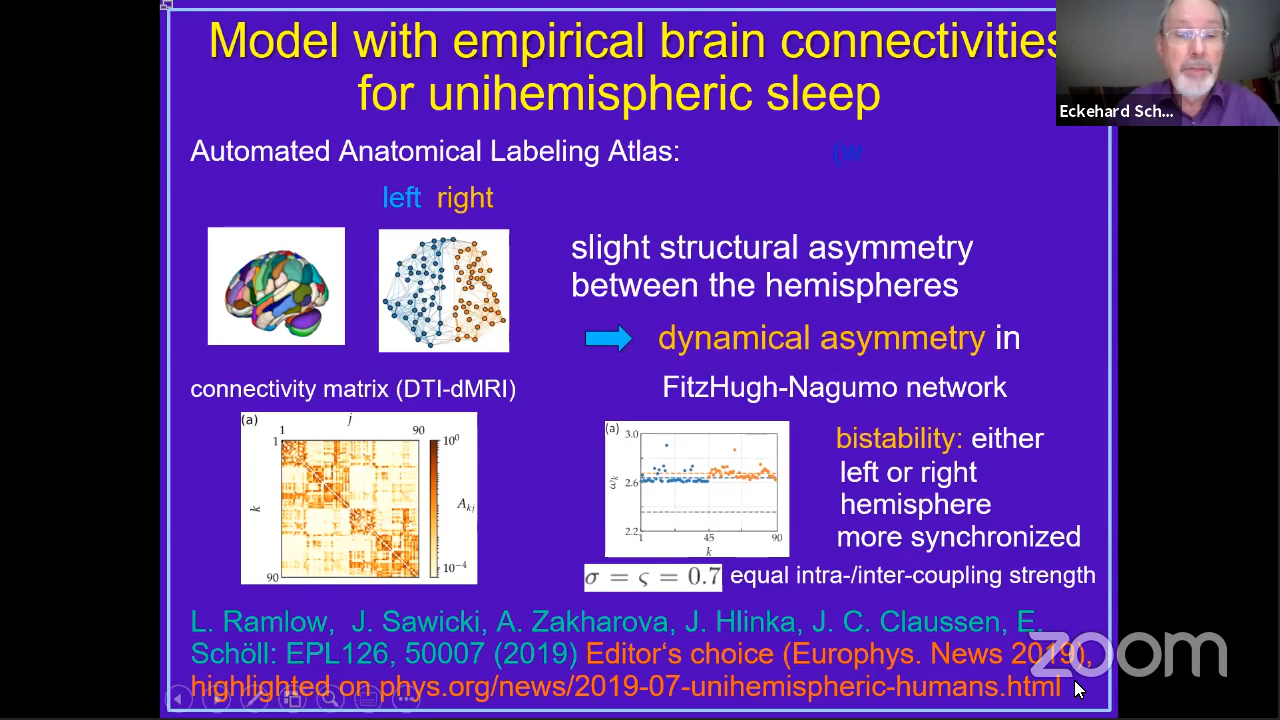 Model with empirical brain connectivities
for unihemispheric sleep
Eckehard Sch...
Automated Anatomical Labeling Atlas:
(w
left right
slight structural asymmetry
between the hemispheres
dynamical asymmetry in
FitzHugh-Nagumo network
connectivity matrix (DTI-dMRI)
(a)
j
1 90
1
k
90
10⁰
A_kj
10⁻⁴
(a)
3.0
2.6
2.2
ω_k
1 45 90
k
bistability: either
left or right
hemisphere
more synchronized
σ = ς = 0.7 equal intra-/inter-coupling strength
L. Ramlow, J. Sawicki, A. Zakharova, J. Hlinka, J. C. Claussen, E.
Schöll: EPL126, 50007 (2019) Editor‘s choice (Europhys. News 2019),
highlighted on phys.org/news/2019-07-unihemispheric-humans.html
zoom